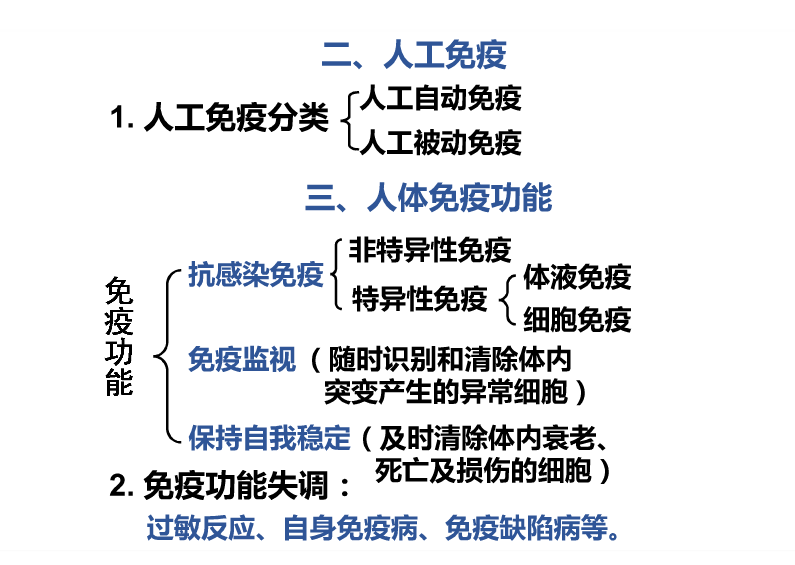 二、人工免疫
1. 人工免疫分类
人工自动免疫
人工被动免疫
三、人体免疫功能
免疫功能
抗感染免疫
非特异性免疫
特异性免疫
体液免疫
细胞免疫
免疫监视（随时识别和清除体内
突变产生的异常细胞）
保持自我稳定（及时清除体内衰老、
死亡及损伤的细胞）
2. 免疫功能失调：
过敏反应、自身免疫病、免疫缺陷病等。